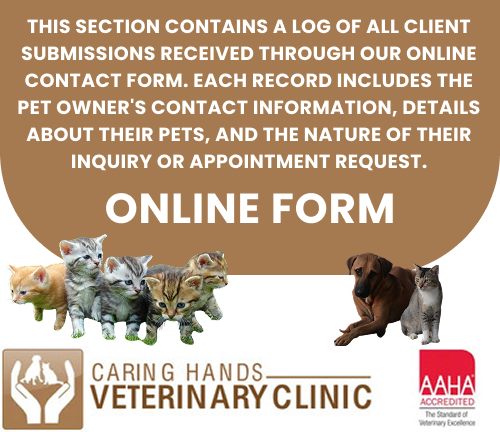 THIS SECTION CONTAINS A LOG OF ALL CLIENT
SUBMISSIONS RECEIVED THROUGH OUR ONLINE
CONTACT FORM. EACH RECORD INCLUDES THE
PET OWNER'S CONTACT INFORMATION, DETAILS
ABOUT THEIR PETS, AND THE NATURE OF THEIR
INQUIRY OR APPOINTMENT REQUEST.
ONLINE FORM
CARING HANDS
VETERINARY CLINIC
AAHA
ACCREDITED
The Standard of
Veterinary Excellence